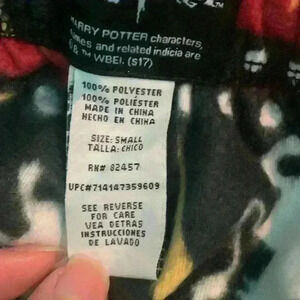 HARRY POTTER characters,
names and related indicia are
© & ™ WBEI. (s17)
100% POLYESTER
100% POLIÉSTER
MADE IN CHINA
HECHO EN CHINA
SIZE: SMALL
TALLA: CHICO
RN# 82457
UPC#714147359609
SEE REVERSE
FOR CARE
VEA DETRAS
INSTRUCCIONES
DE LAVADO